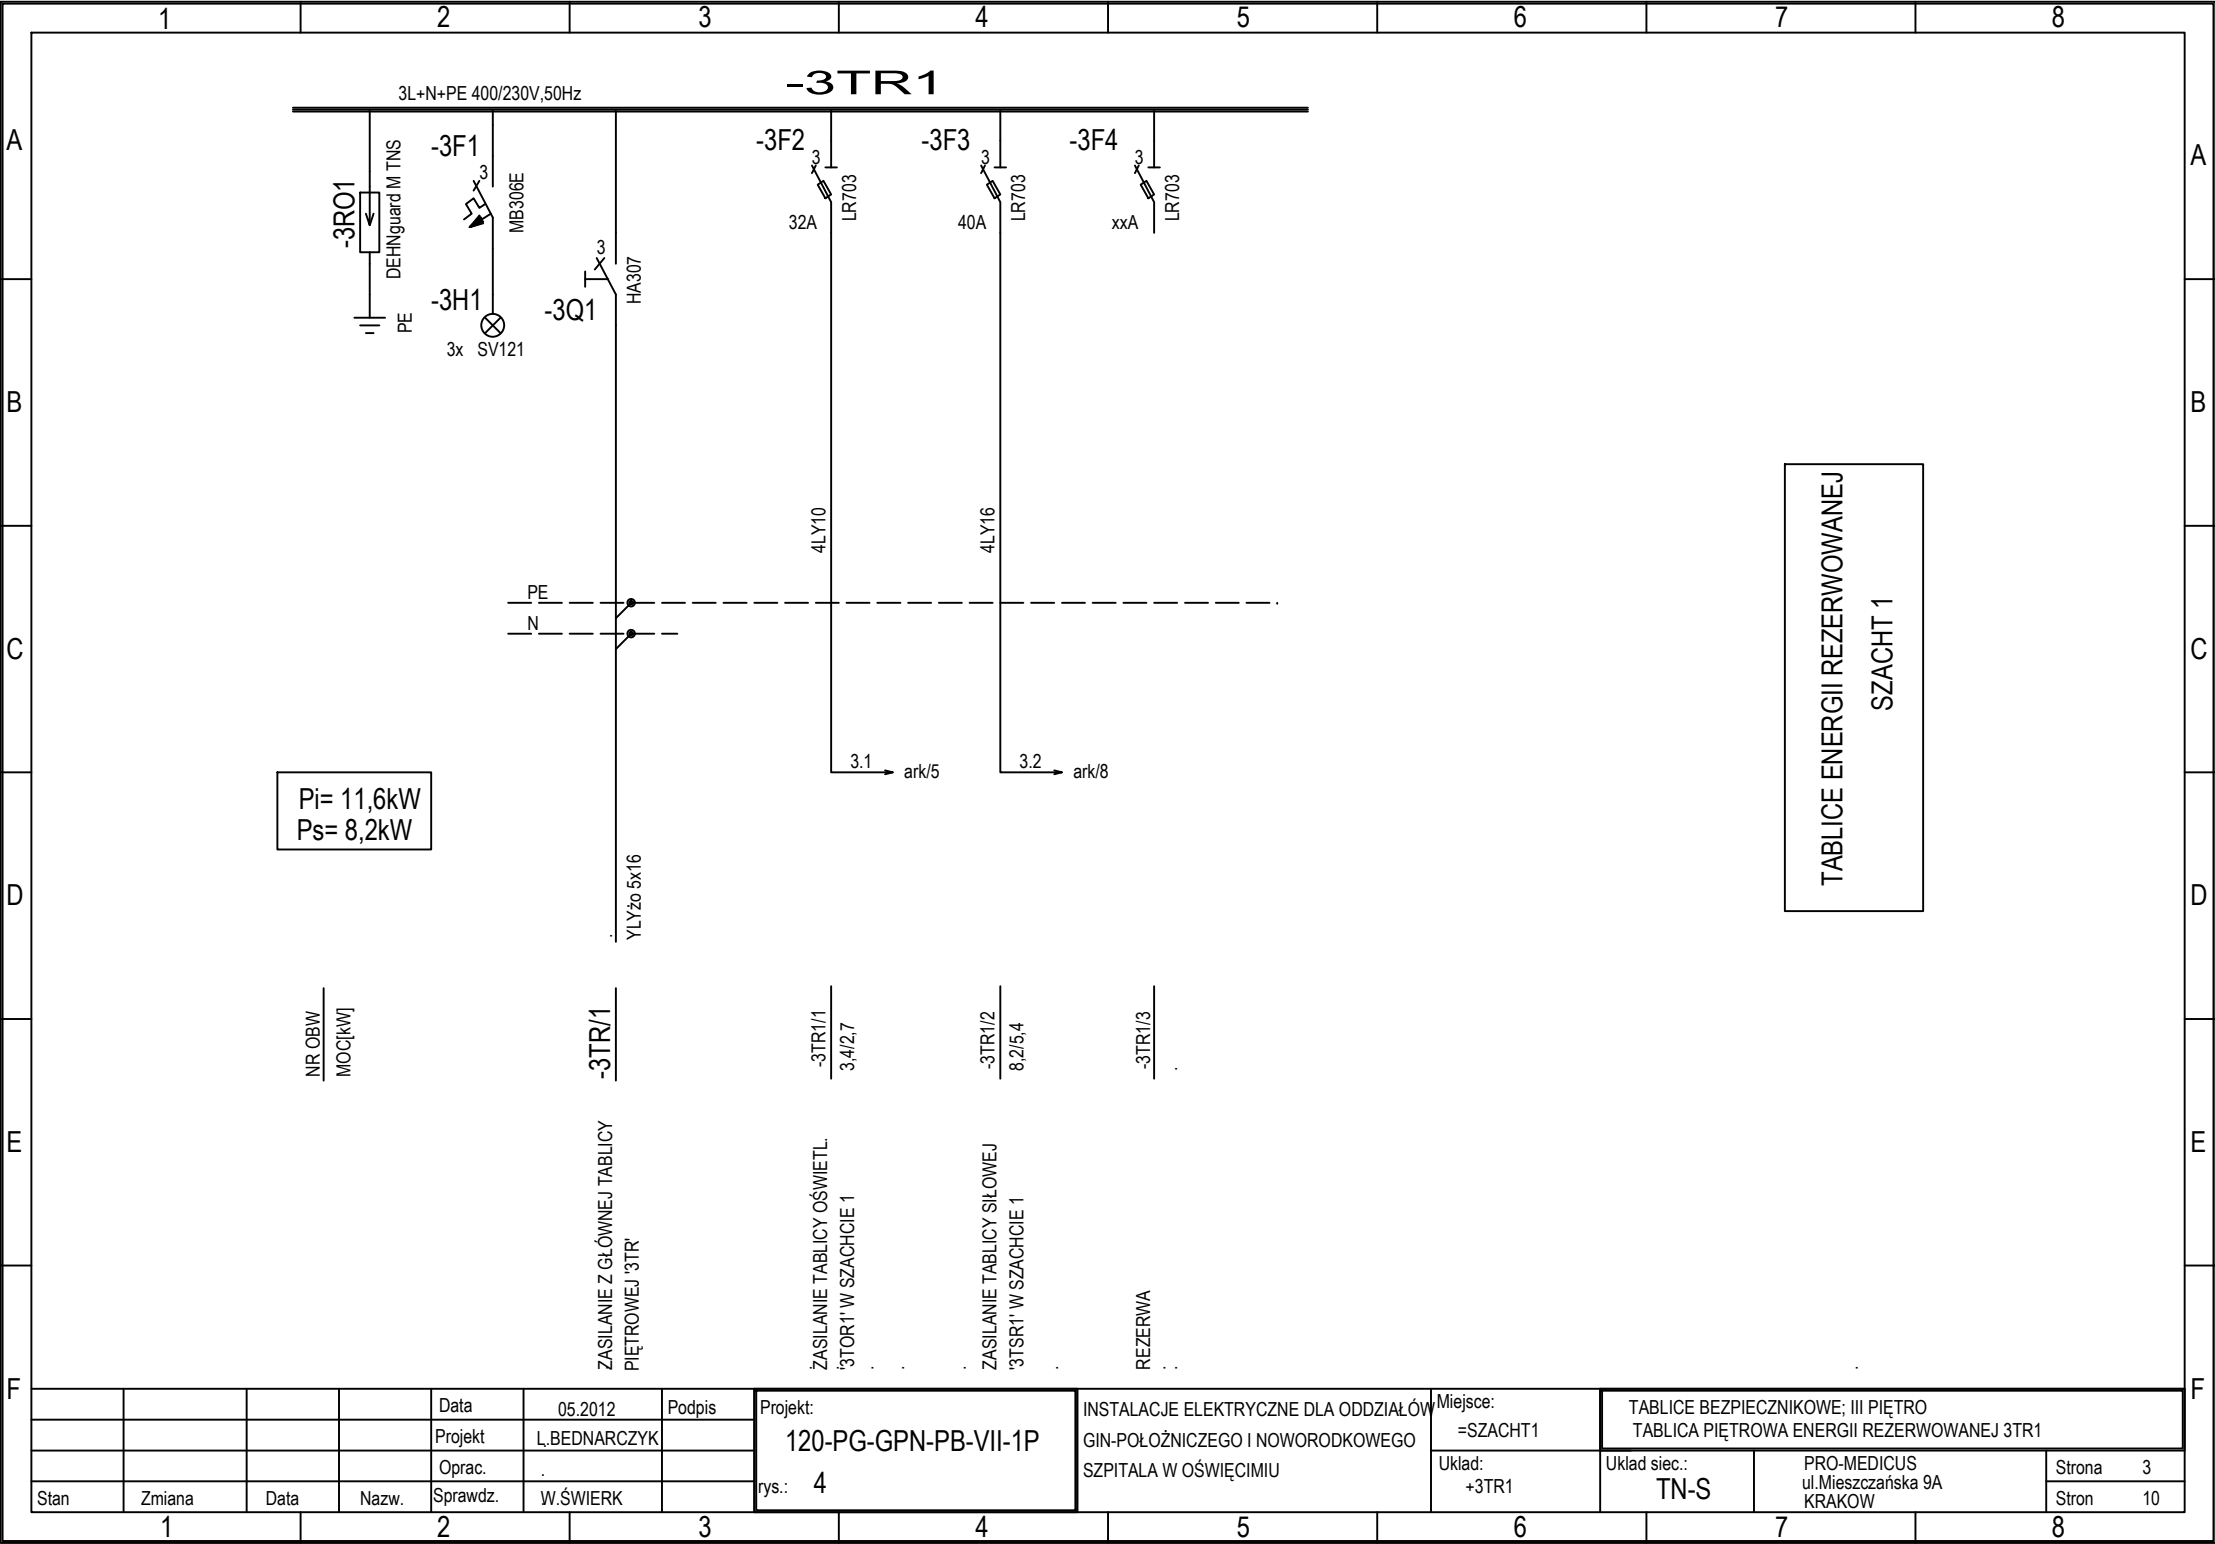 1 2 3 4 5 6 7 8
A
B
C
D
E
F
-3TR1
3L+N+PE 400/230V,50Hz
-3RO1
DEHNguard M TNS
PE
-3F1
3
MB306E
-3H1
3x SV121
3
-3Q1
HA307
-3F2
3
LR703
32A
4LY10
-3F3
3
LR703
40A
4LY16
-3F4
3
LR703
xxA
PE
N
3.1
ark/5
3.2
ark/8
Pi= 11,6kW
Ps= 8,2kW
YLYżo 5x16
TABLICE ENERGII REZERWOWANEJ
SZACHT 1
NR OBW
MOC[kW]
-3TR/1
-3TR1/1
3,4/2,7
-3TR1/2
8,2/5,4
-3TR1/3
ZASILANIE Z GŁÓWNEJ TABLICY
PIĘTROWEJ '3TR'
ZASILANIE TABLICY OŚWIETL.
'3TOR1' W SZACHCIE 1
ZASILANIE TABLICY SIŁOWEJ
'3TSR1' W SZACHCIE 1
REZERWA
A
B
C
D
E
F
Data 05.2012 Podpis
Projekt L.BEDNARCZYK
Oprac. .
Stan Zmiana Data Nazw. Sprawdz. W.ŚWIERK
Projekt:
120-PG-GPN-PB-VII-1P
rys.: 4
INSTALACJE ELEKTRYCZNE DLA ODDZIAŁÓW
GIN-POŁOŻNICZEGO I NOWORODKOWEGO
SZPITALA W OŚWIĘCIMIU
Miejsce:
=SZACHT1
Uklad:
+3TR1
TABLICE BEZPIECZNIKOWE; III PIĘTRO
TABLICA PIĘTROWA ENERGII REZERWOWANEJ 3TR1
Uklad siec.:
TN-S
PRO-MEDICUS
ul.Mieszczańska 9A
KRAKOW
Strona 3
Stron 10
1 2 3 4 5 6 7 8